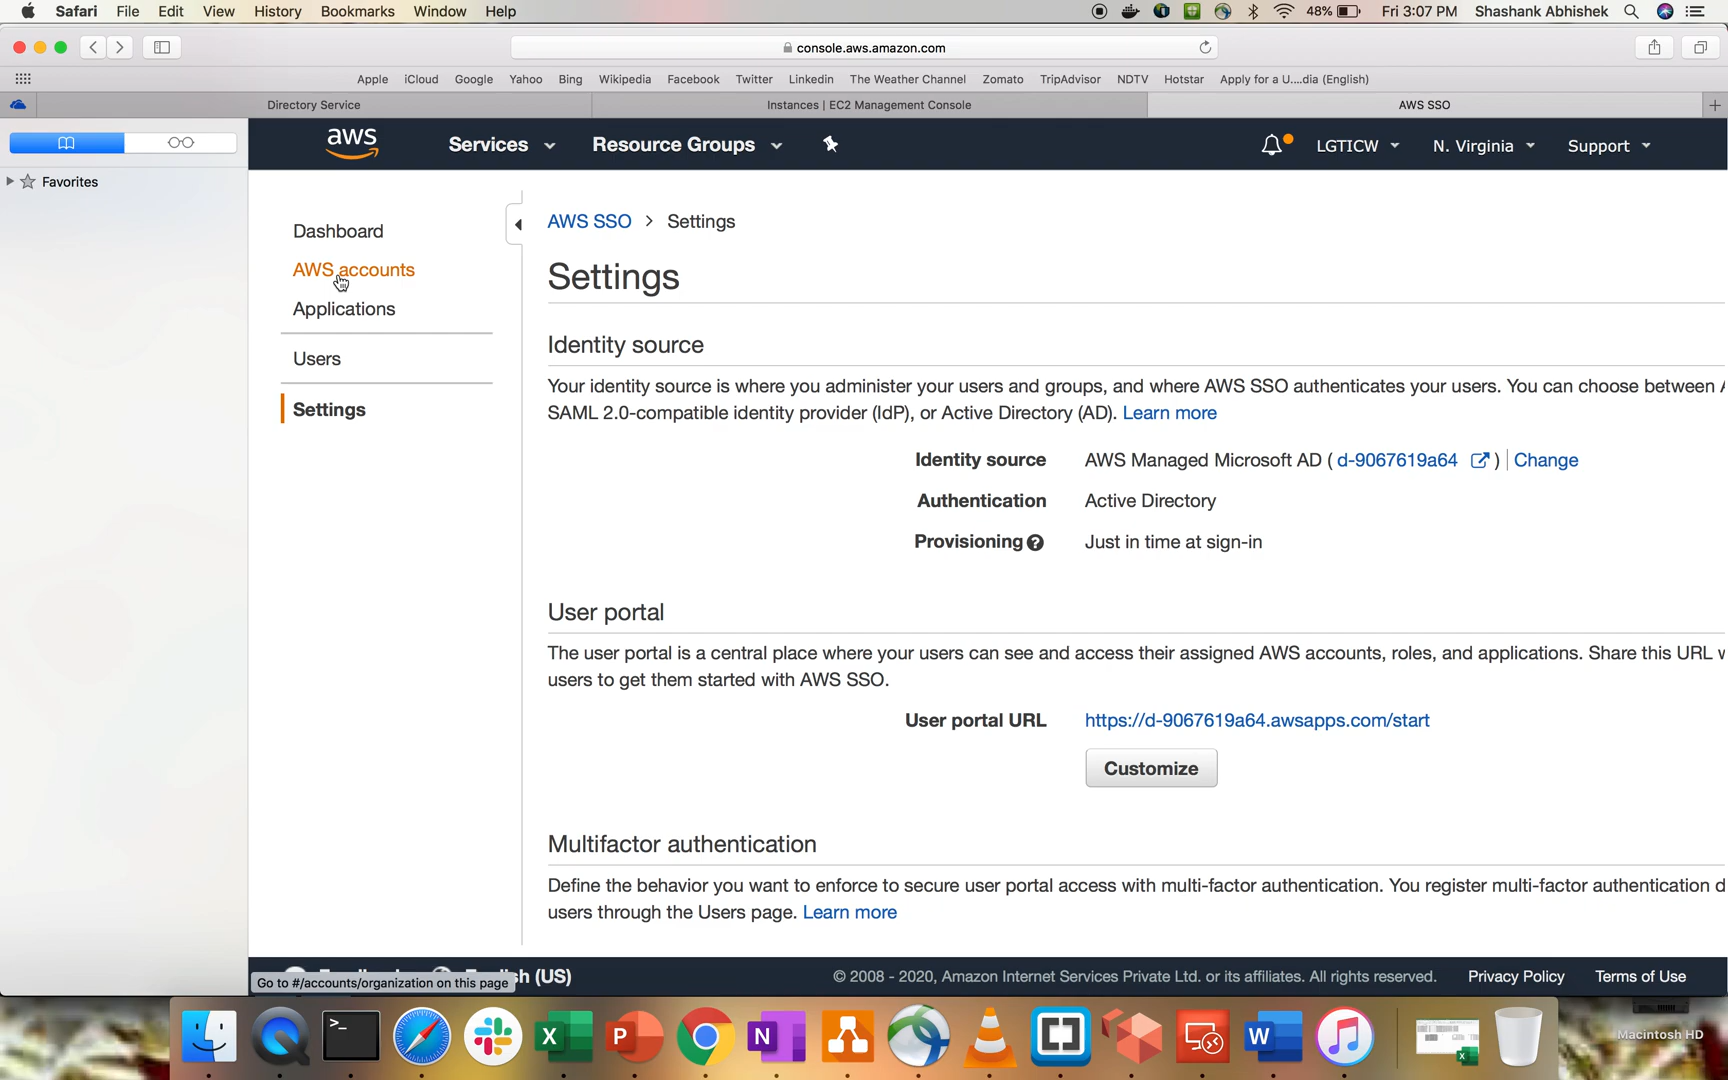 Safari File Edit View History Bookmarks Window Help 48% Fri 3:07 PM Shashank Abhishek
console.aws.amazon.com
Apple iCloud Google Yahoo Bing Wikipedia Facebook Twitter Linkedin The Weather Channel Zomato TripAdvisor NDTV Hotstar Apply for a U....dia (English)
Directory Service Instances | EC2 Management Console AWS SSO
aws Services Resource Groups LGTICW N. Virginia Support
Favorites
Dashboard
AWS accounts
Applications
Users
Settings
AWS SSO > Settings
Settings
Identity source
Your identity source is where you administer your users and groups, and where AWS SSO authenticates your users. You can choose between
SAML 2.0-compatible identity provider (IdP), or Active Directory (AD). Learn more
Identity source AWS Managed Microsoft AD ( d-9067619a64 ) | Change
Authentication Active Directory
Provisioning ? Just in time at sign-in
User portal
The user portal is a central place where your users can see and access their assigned AWS accounts, roles, and applications. Share this URL
users to get them started with AWS SSO.
User portal URL https://d-9067619a64.awsapps.com/start
Customize
Multifactor authentication
Define the behavior you want to enforce to secure user portal access with multi-factor authentication. You register multi-factor authentication
users through the Users page. Learn more
(US) © 2008 - 2020, Amazon Internet Services Private Ltd. or its affiliates. All rights reserved. Privacy Policy Terms of Use
Go to #/accounts/organization on this page
Macintosh HD